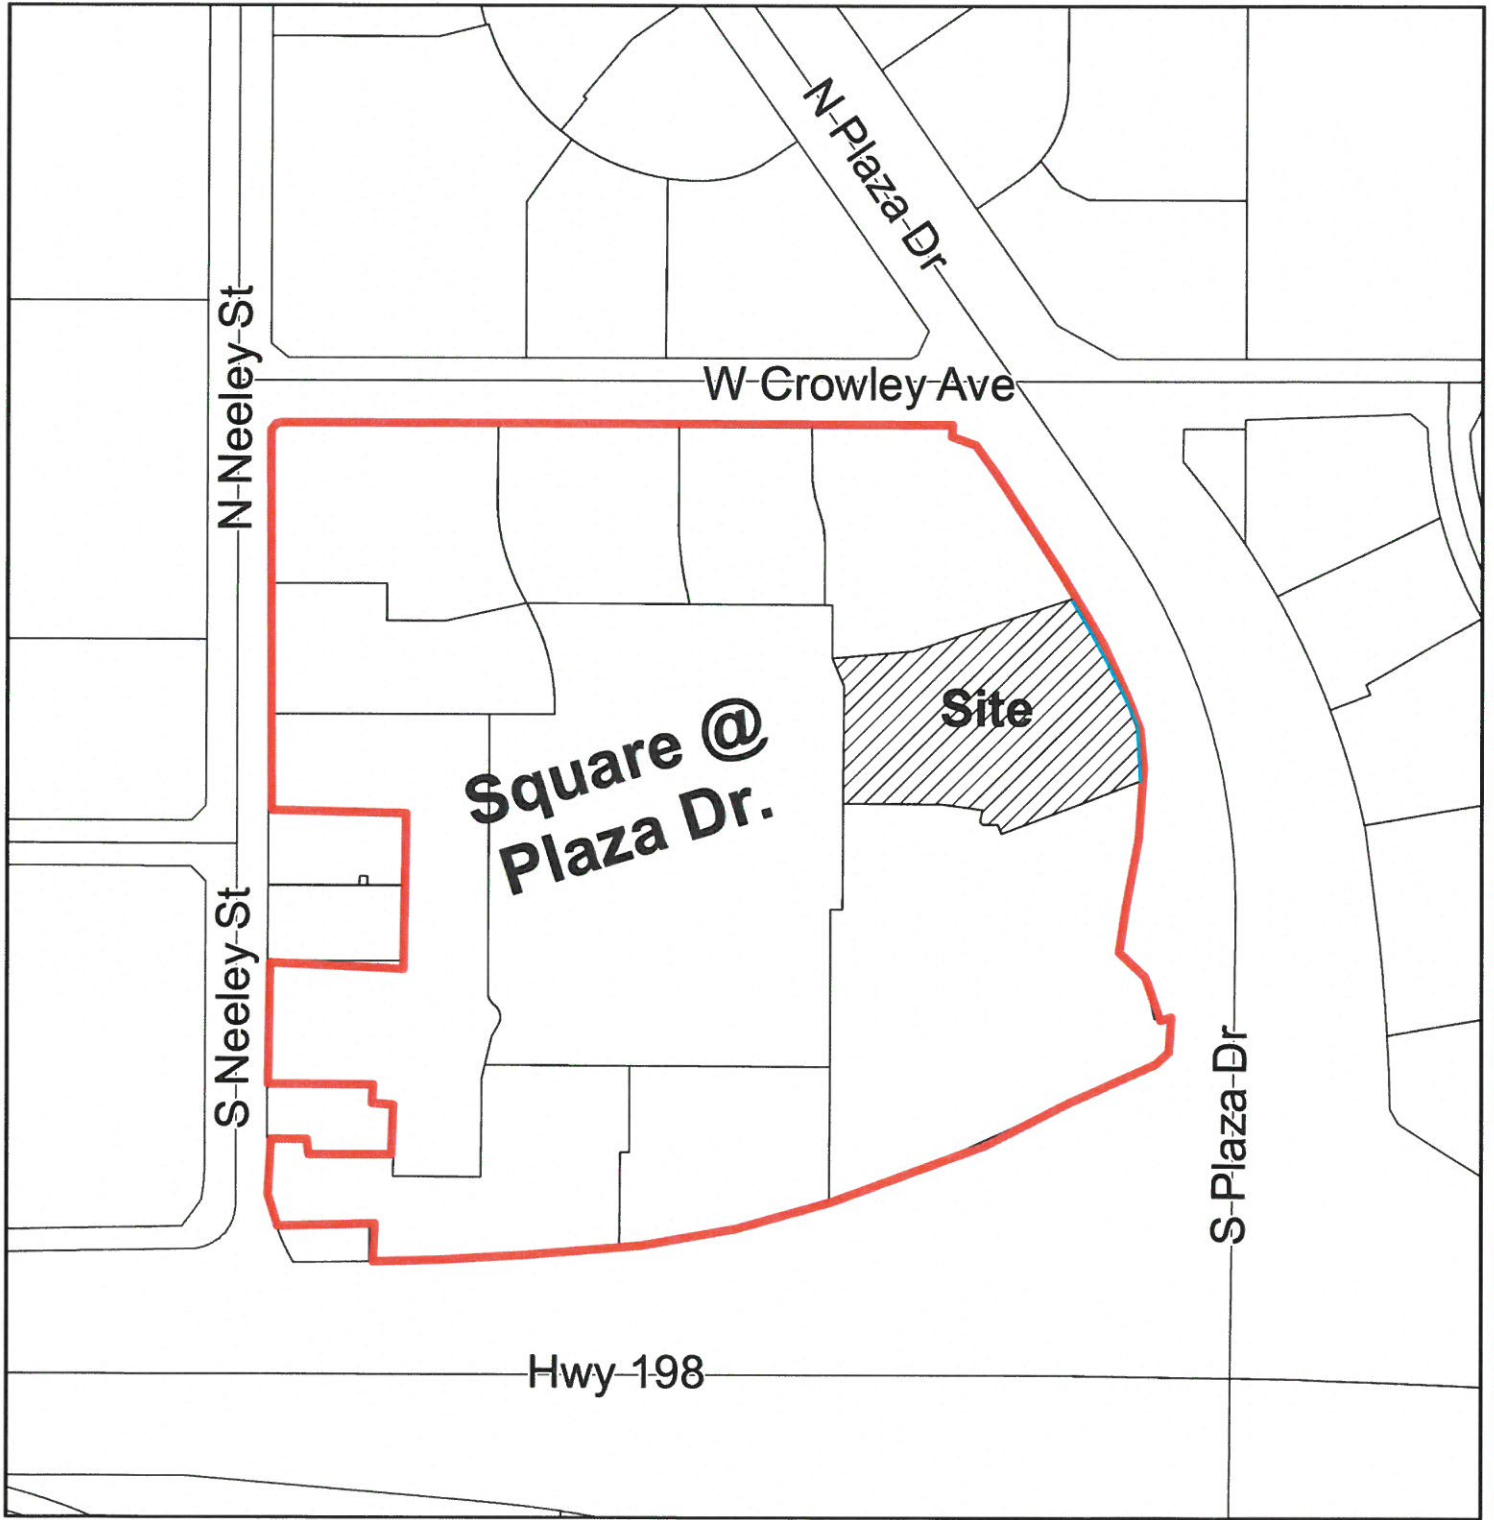 N Plaza Dr
N Neeley St
W Crowley Ave
Site
Square @
Plaza Dr.
S Neeley St
S Plaza Dr
Hwy 198